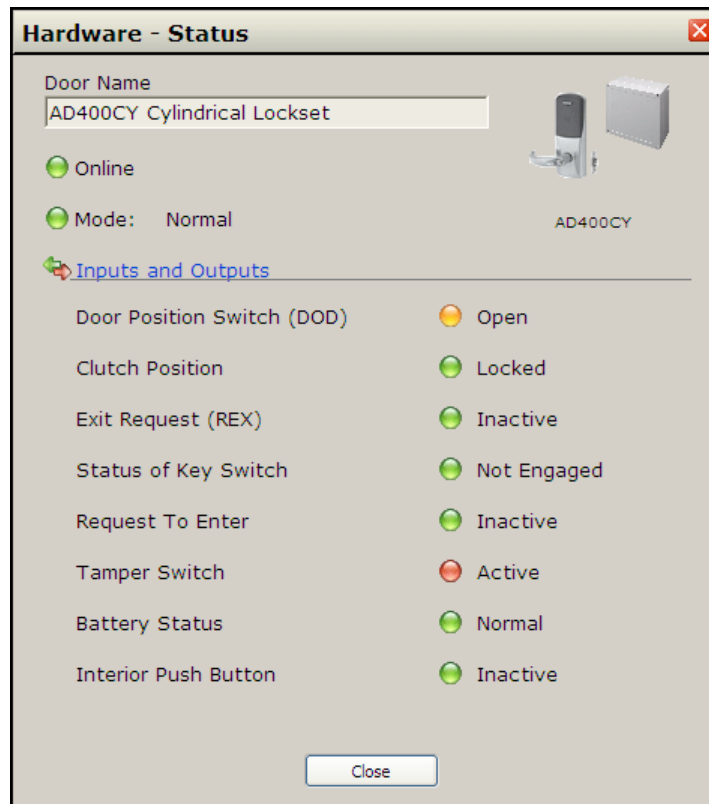 Hardware - Status
Door Name
AD400CY Cylindrical Lockset
Online
Mode: Normal
AD400CY
Inputs and Outputs
Door Position Switch (DOD) Open
Clutch Position Locked
Exit Request (REX) Inactive
Status of Key Switch Not Engaged
Request To Enter Inactive
Tamper Switch Active
Battery Status Normal
Interior Push Button Inactive
Close